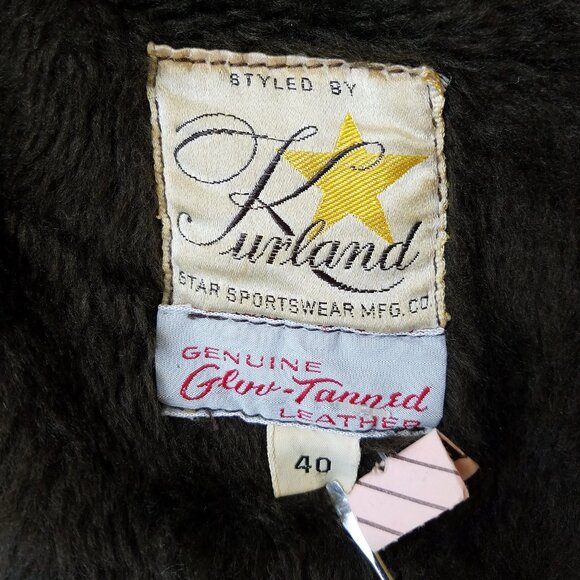 STYLED BY
Kurland
STAR SPORTSWEAR MFG. CO.
GENUINE
Glov-Tanned
LEATHER
40